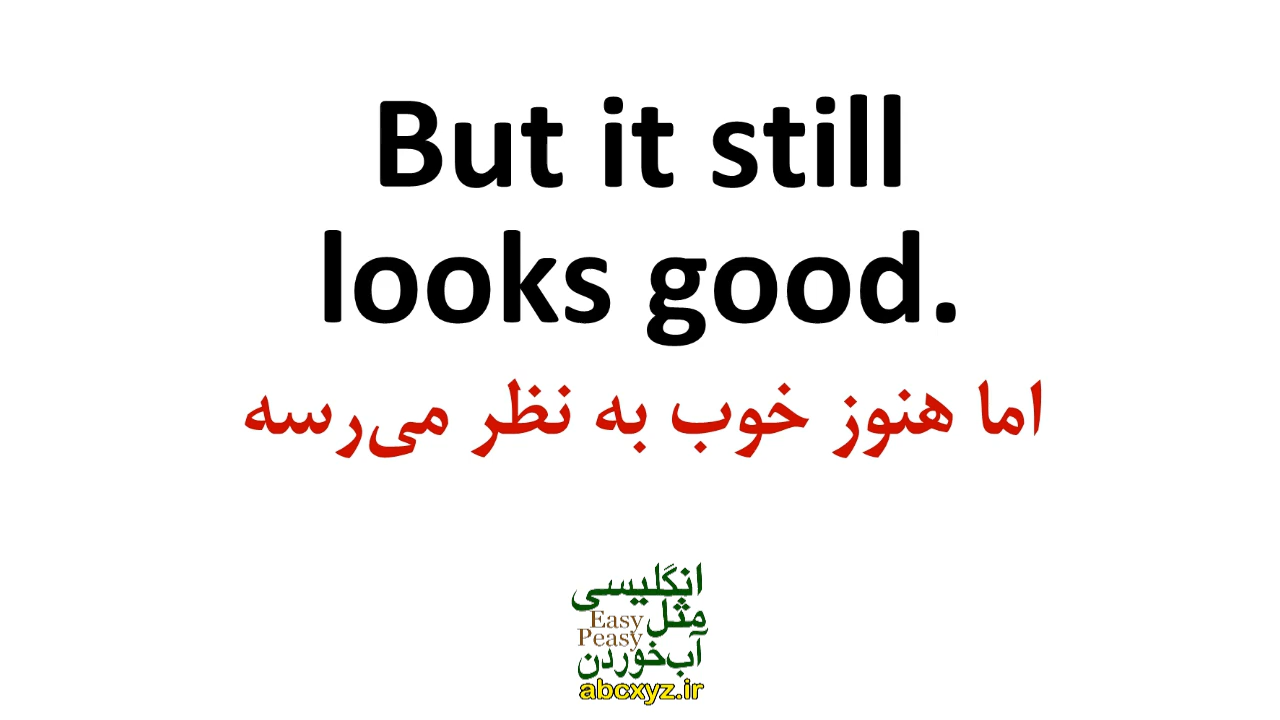 But it still
looks good.
اما هنوز خوب به نظر می‌رسه
انگلیسی
مثل
Easy
Peasy
آب‌خوردن
abcxyz.ir